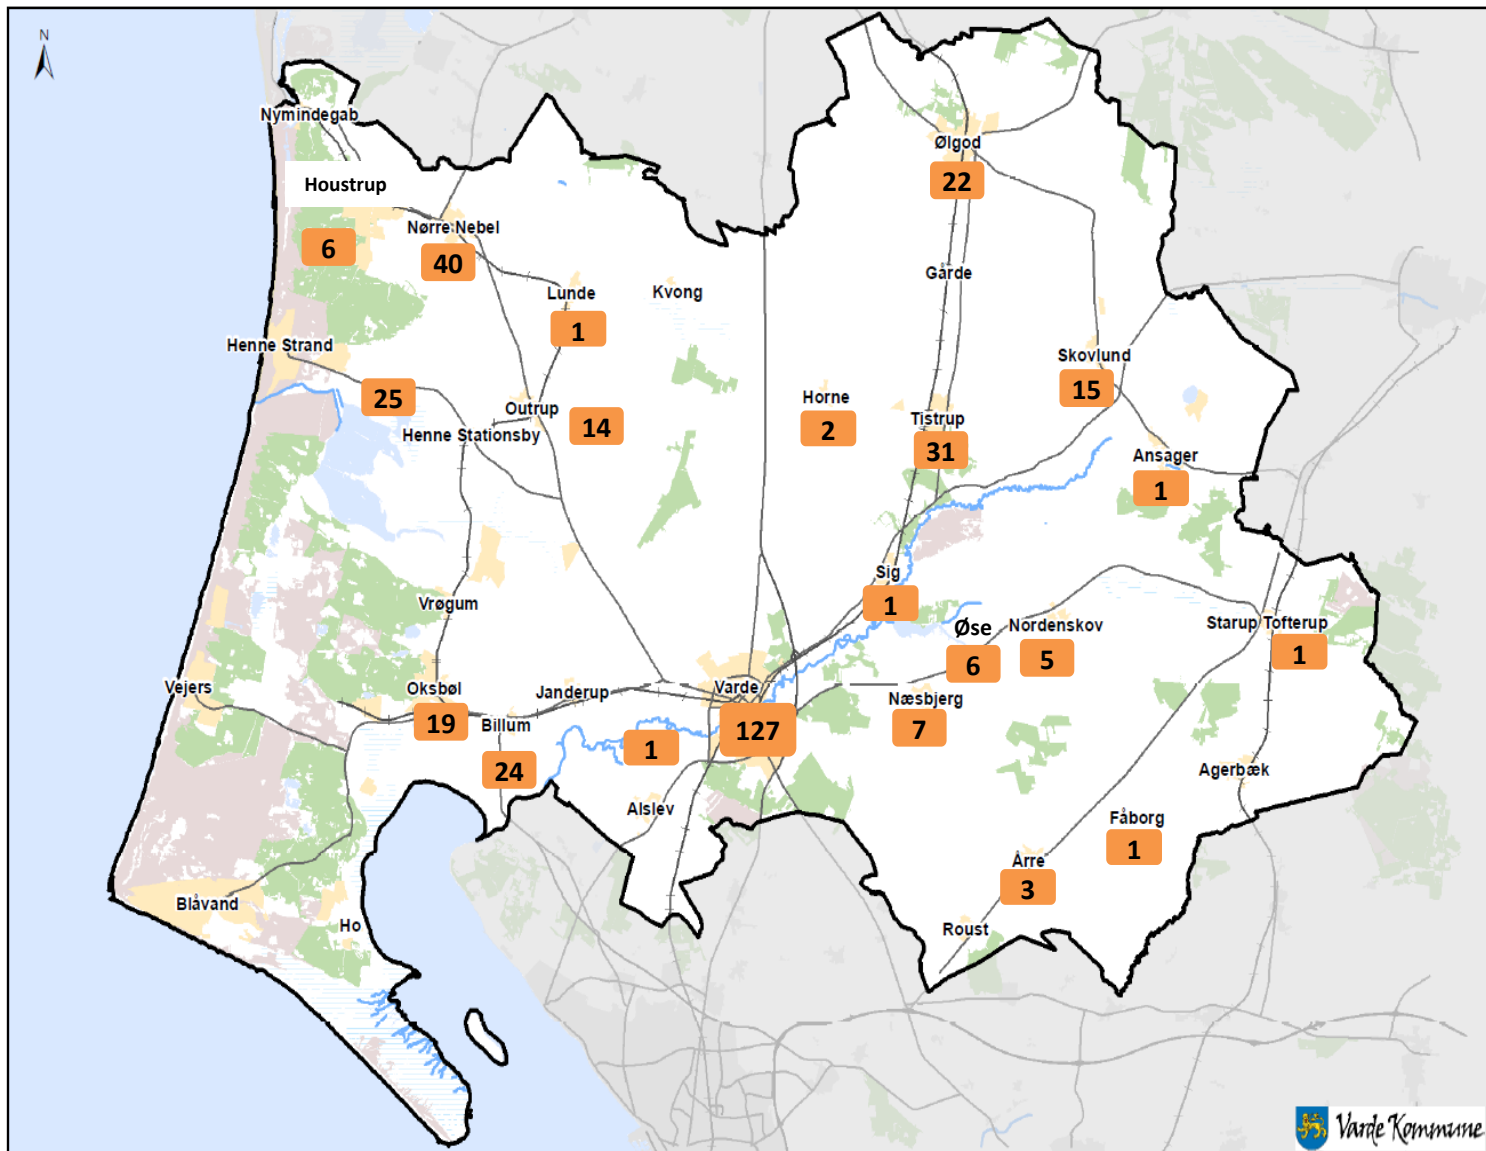 N
Nymindegab
Ølgod
22
Houstrup
Nørre Nebel
6
40
Gårde
Lunde
Kvong
1
Henne Strand
Skovlund
15
25
Horne
2
Outrup
14
Henne Stationsby
Tistrup
31
Ansager
1
Sig
1
Vrøgum
Øse
6
Nordenskov
5
Starup Tofterup
1
Vejers
Oksbøl
19
Janderup
Varde
127
Næsbjerg
7
Billum
24
1
Agerbæk
Alslev
Fåborg
1
Årre
3
Blåvand
Ho
Roust
Varde Kommune